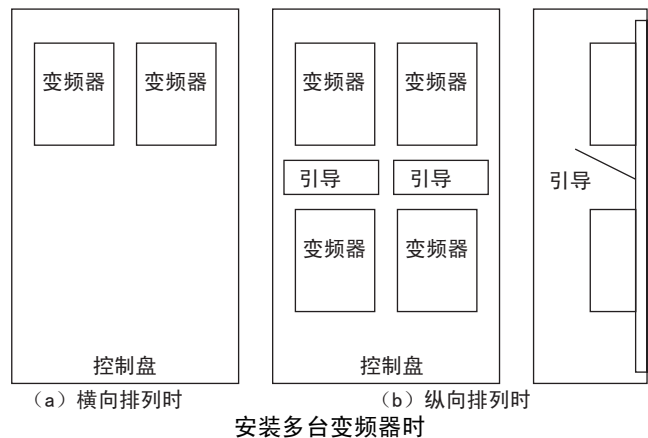 变频器 变频器
控制盘
（a）横向排列时
变频器 变频器
引导 引导
变频器 变频器
控制盘
引导
（b）纵向排列时
安装多台变频器时